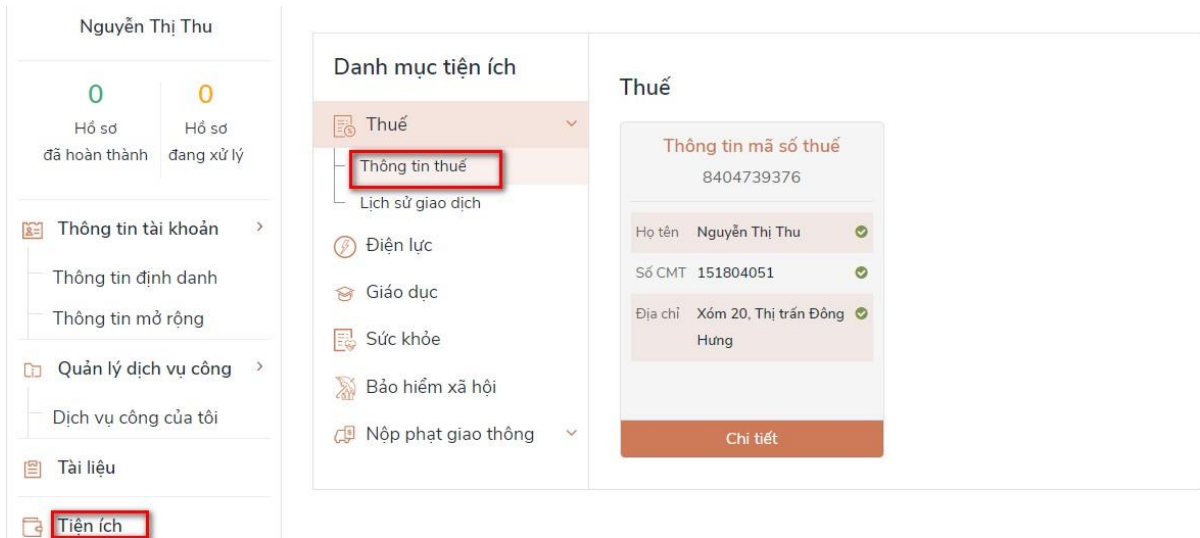 Nguyễn Thị Thu
0
Hồ sơ
đã hoàn thành
0
Hồ sơ
đang xử lý
Thông tin tài khoản
Thông tin định danh
Thông tin mở rộng
Quản lý dịch vụ công
Dịch vụ công của tôi
Tài liệu
Tiện ích
Danh mục tiện ích
Thuế
Thông tin thuế
Lịch sử giao dịch
Điện lực
Giáo dục
Sức khỏe
Bảo hiểm xã hội
Nộp phạt giao thông
Thuế
Thông tin mã số thuế
8404739376
Họ tên Nguyễn Thị Thu
Số CMT 151804051
Địa chỉ Xóm 20, Thị trấn Đông
Hưng
Chi tiết